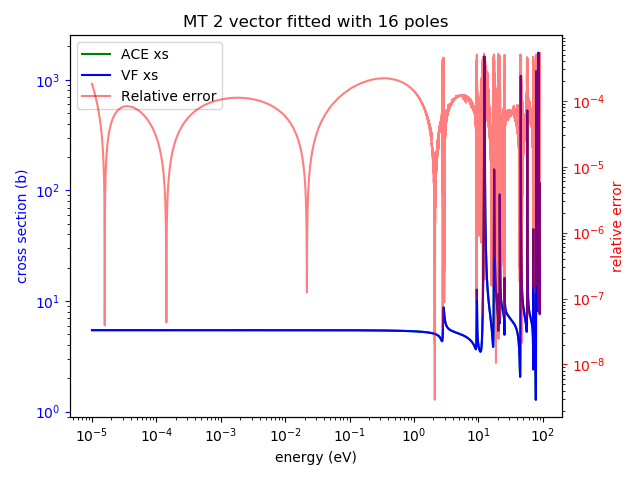 MT 2 vector fitted with 16 poles
ACE xs
VF xs
Relative error
cross section (b)
10³
10²
10¹
10⁰
relative error
10⁻⁴
10⁻⁵
10⁻⁶
10⁻⁷
10⁻⁸
10⁻⁵ 10⁻⁴ 10⁻³ 10⁻² 10⁻¹ 10⁰ 10¹ 10²
energy (eV)